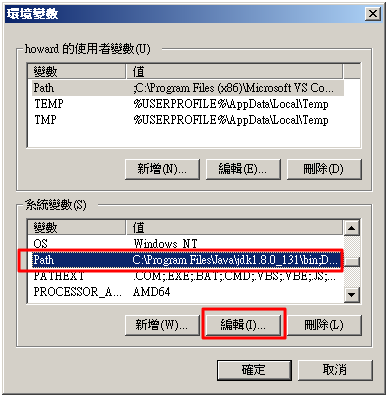 環境變數
howard 的使用者變數(U)
變數 值
Path ;C:\Program Files (x86)\Microsoft VS Co...
TEMP %USERPROFILE%\AppData\Local\Temp
TMP %USERPROFILE%\AppData\Local\Temp
新增(N)... 編輯(E)... 刪除(D)
系統變數(S)
變數 值
OS Windows_NT
Path C:\Program Files\Java\jdk1.8.0_131\bin;D...
PATHEXT .COM;.EXE;.BAT;.CMD;.VBS;.VBE;.JS;...
PROCESSOR_A... AMD64
新增(W)... 編輯(I)... 刪除(L)
確定 取消